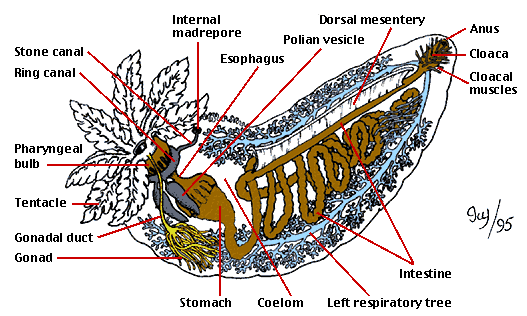 Internal
madrepore
Dorsal mesentery
Anus
Stone canal
Polian vesicle
Cloaca
Ring canal
Esophagus
Cloacal
muscles
Pharyngeal
bulb
Tentacle
Gonadal duct
Gonad
Intestine
Stomach
Coelom
Left respiratory tree
/95